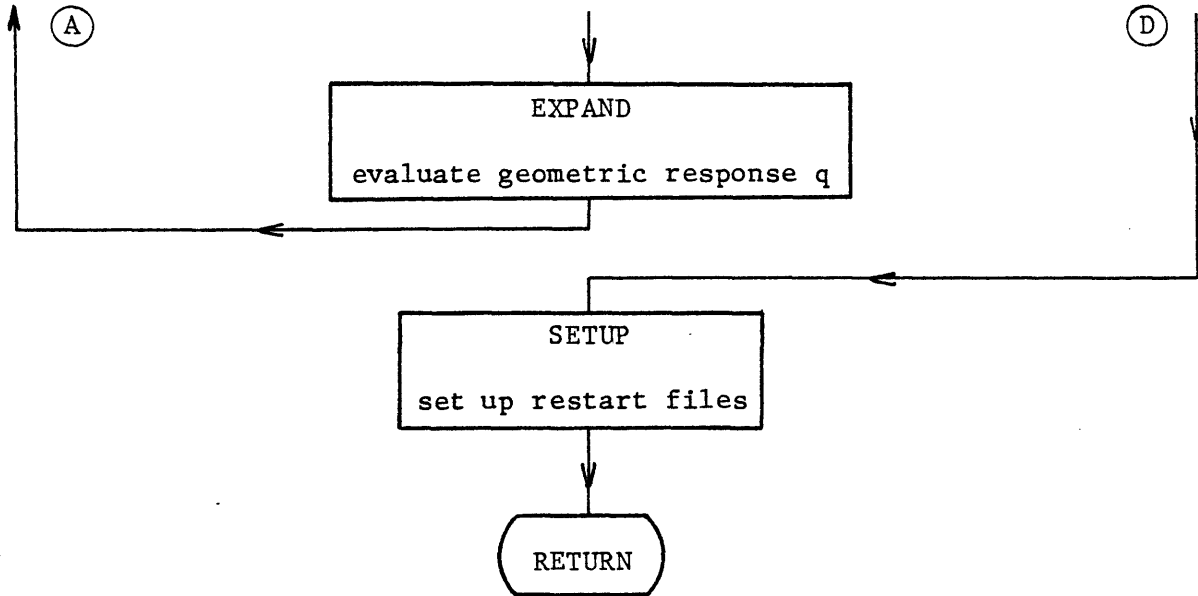 A
D
EXPAND
evaluate geometric response q
SETUP
set up restart files
RETURN